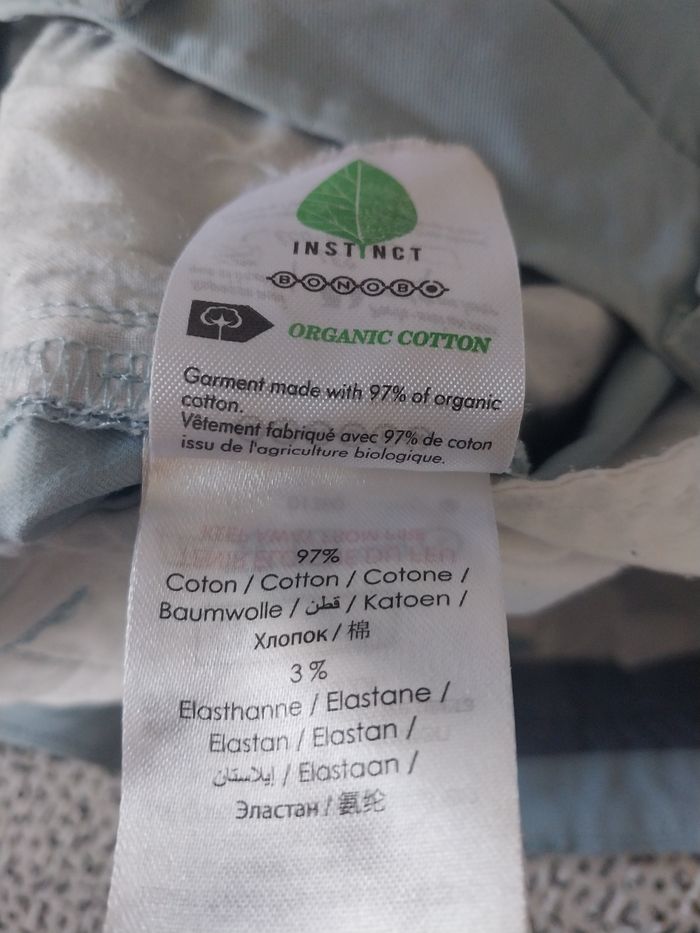 INSTINCT
BONOBO
ORGANIC COTTON
Garment made with 97% of organic
cotton.
Vêtement fabriqué avec 97% de coton
issu de l'agriculture biologique.
97%
Coton / Cotton / Cotone /
Baumwolle / قطن / Katoen /
Хлопок / 棉
3 %
Elasthanne / Elastane /
Elastan / Elastan /
إيلاستان / Elastaan /
Эластан / 氨纶